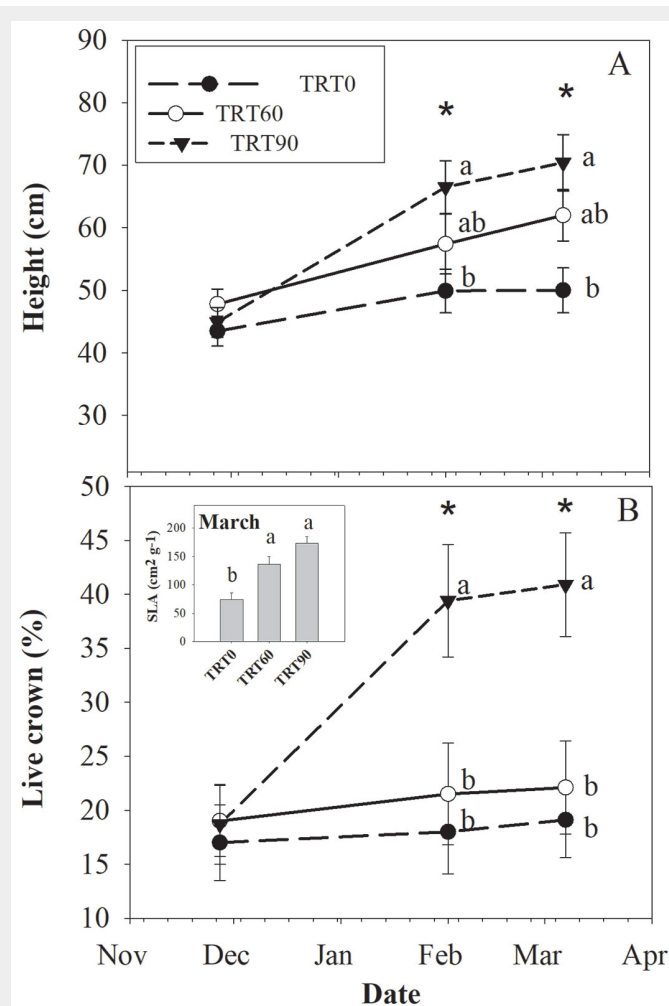 90
80
70
60
50
40
30
Height (cm)
A
TRT0
TRT60
TRT90
*
*
a
a
ab
ab
b
b
50
45
40
35
30
25
20
15
10
Live crown (%)
B
March
200
150
100
50
0
SLA (cm² g-1)
b
a
a
TRT0
TRT60
TRT90
*
*
a
a
b
b
b
b
Nov
Dec
Jan
Feb
Mar
Apr
Date